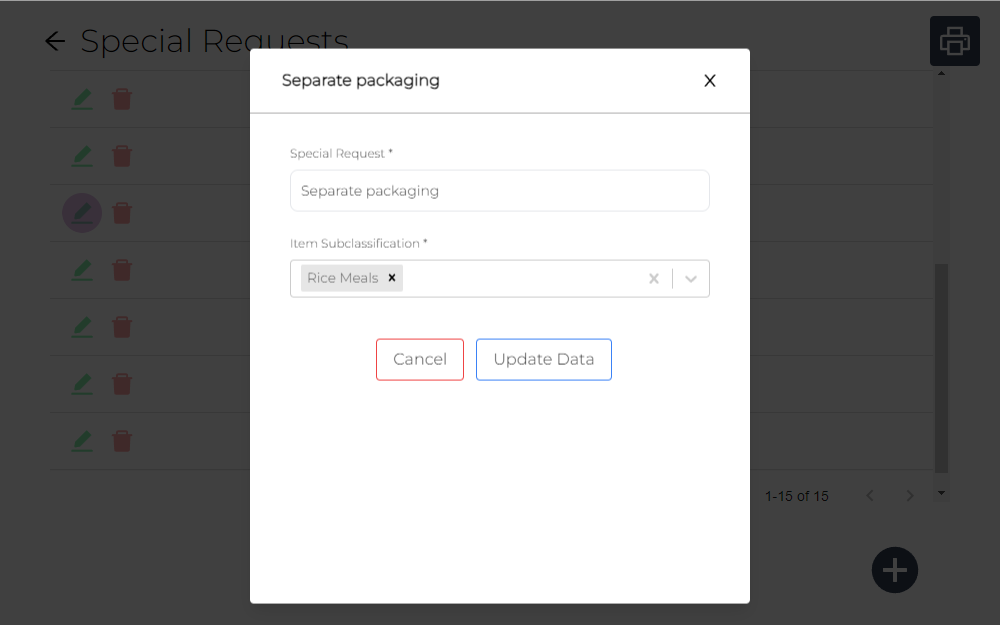 Special Requests
Separate packaging
X
Special Request *
Separate packaging
Item Subclassification *
Rice Meals
Cancel
Update Data
1-15 of 15